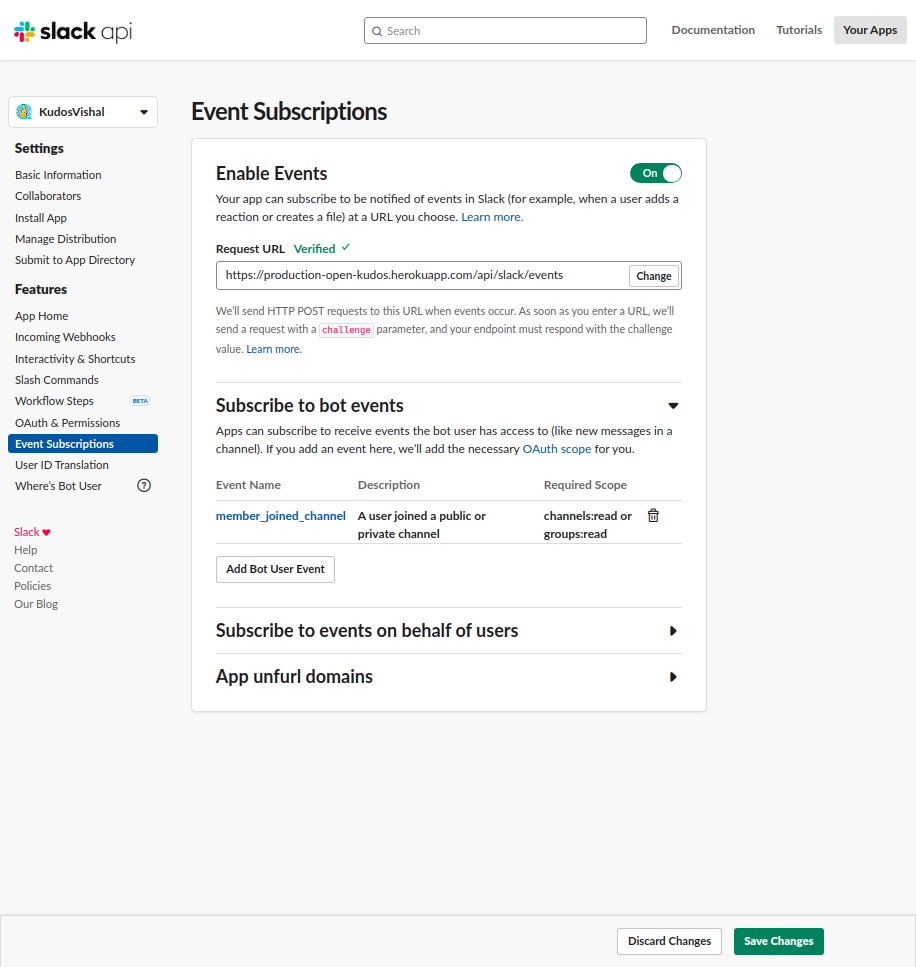 slack api
Search
Documentation
Tutorials
Your Apps
KudosVishal
Settings
Basic Information
Collaborators
Install App
Manage Distribution
Submit to App Directory
Features
App Home
Incoming Webhooks
Interactivity & Shortcuts
Slash Commands
Workflow Steps BETA
OAuth & Permissions
Event Subscriptions
User ID Translation
Where's Bot User ?
Slack ♥
Help
Contact
Policies
Our Blog
Event Subscriptions
Enable Events
On
Your app can subscribe to be notified of events in Slack (for example, when a user adds a
reaction or creates a file) at a URL you choose. Learn more.
Request URL Verified ✓
https://production-open-kudos.herokuapp.com/api/slack/events
Change
We'll send HTTP POST requests to this URL when events occur. As soon as you enter a URL, we'll
send a request with a challenge parameter, and your endpoint must respond with the challenge
value. Learn more.
Subscribe to bot events
Apps can subscribe to receive events the bot user has access to (like new messages in a
channel). If you add an event here, we'll add the necessary OAuth scope for you.
Event Name Description Required Scope
member_joined_channel A user joined a public or channels:read or
private channel groups:read
Add Bot User Event
Subscribe to events on behalf of users
App unfurl domains
Discard Changes
Save Changes